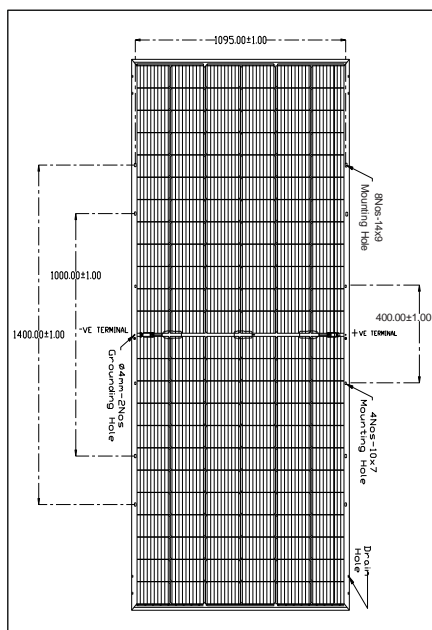 1095.00±1.00
8Nos-14x9
Mounting Hole
1000.00±1.00
400.00±1.00
1400.00±1.00
-VE TERMINAL
+VE TERMINAL
ø4mm-2Nos
Grounding Hole
4Nos-10x7
Mounting Hole
Drain
Hole